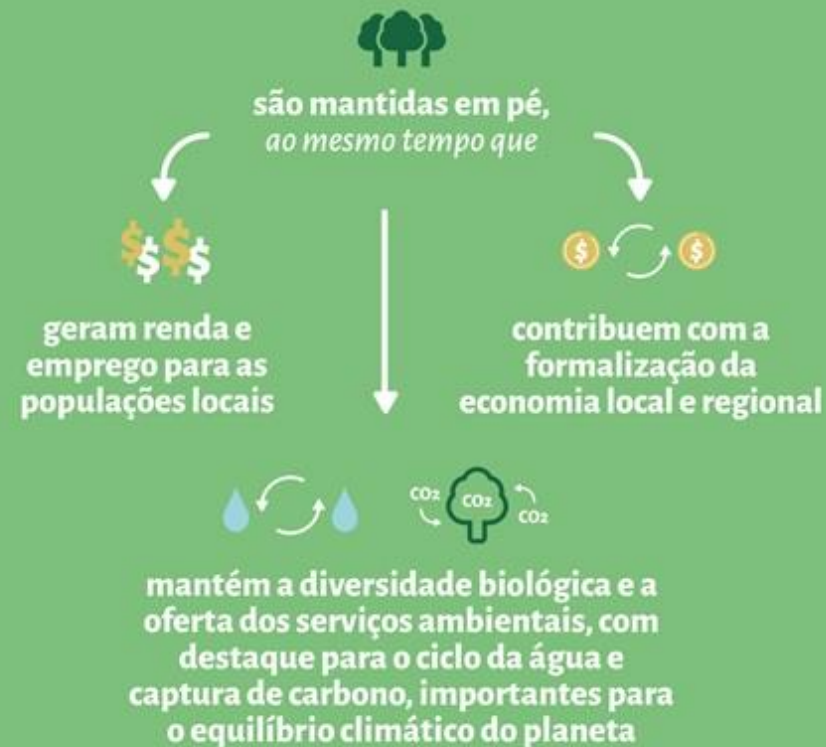 são mantidas em pé,
ao mesmo tempo que
$$$$
$ $
geram renda e
emprego para as
populações locais
contribuem com a
formalização da
economia local e regional
CO2 CO2 CO2
mantém a diversidade biológica e a
oferta dos serviços ambientais, com
destaque para o ciclo da água e
captura de carbono, importantes para
o equilíbrio climático do planeta